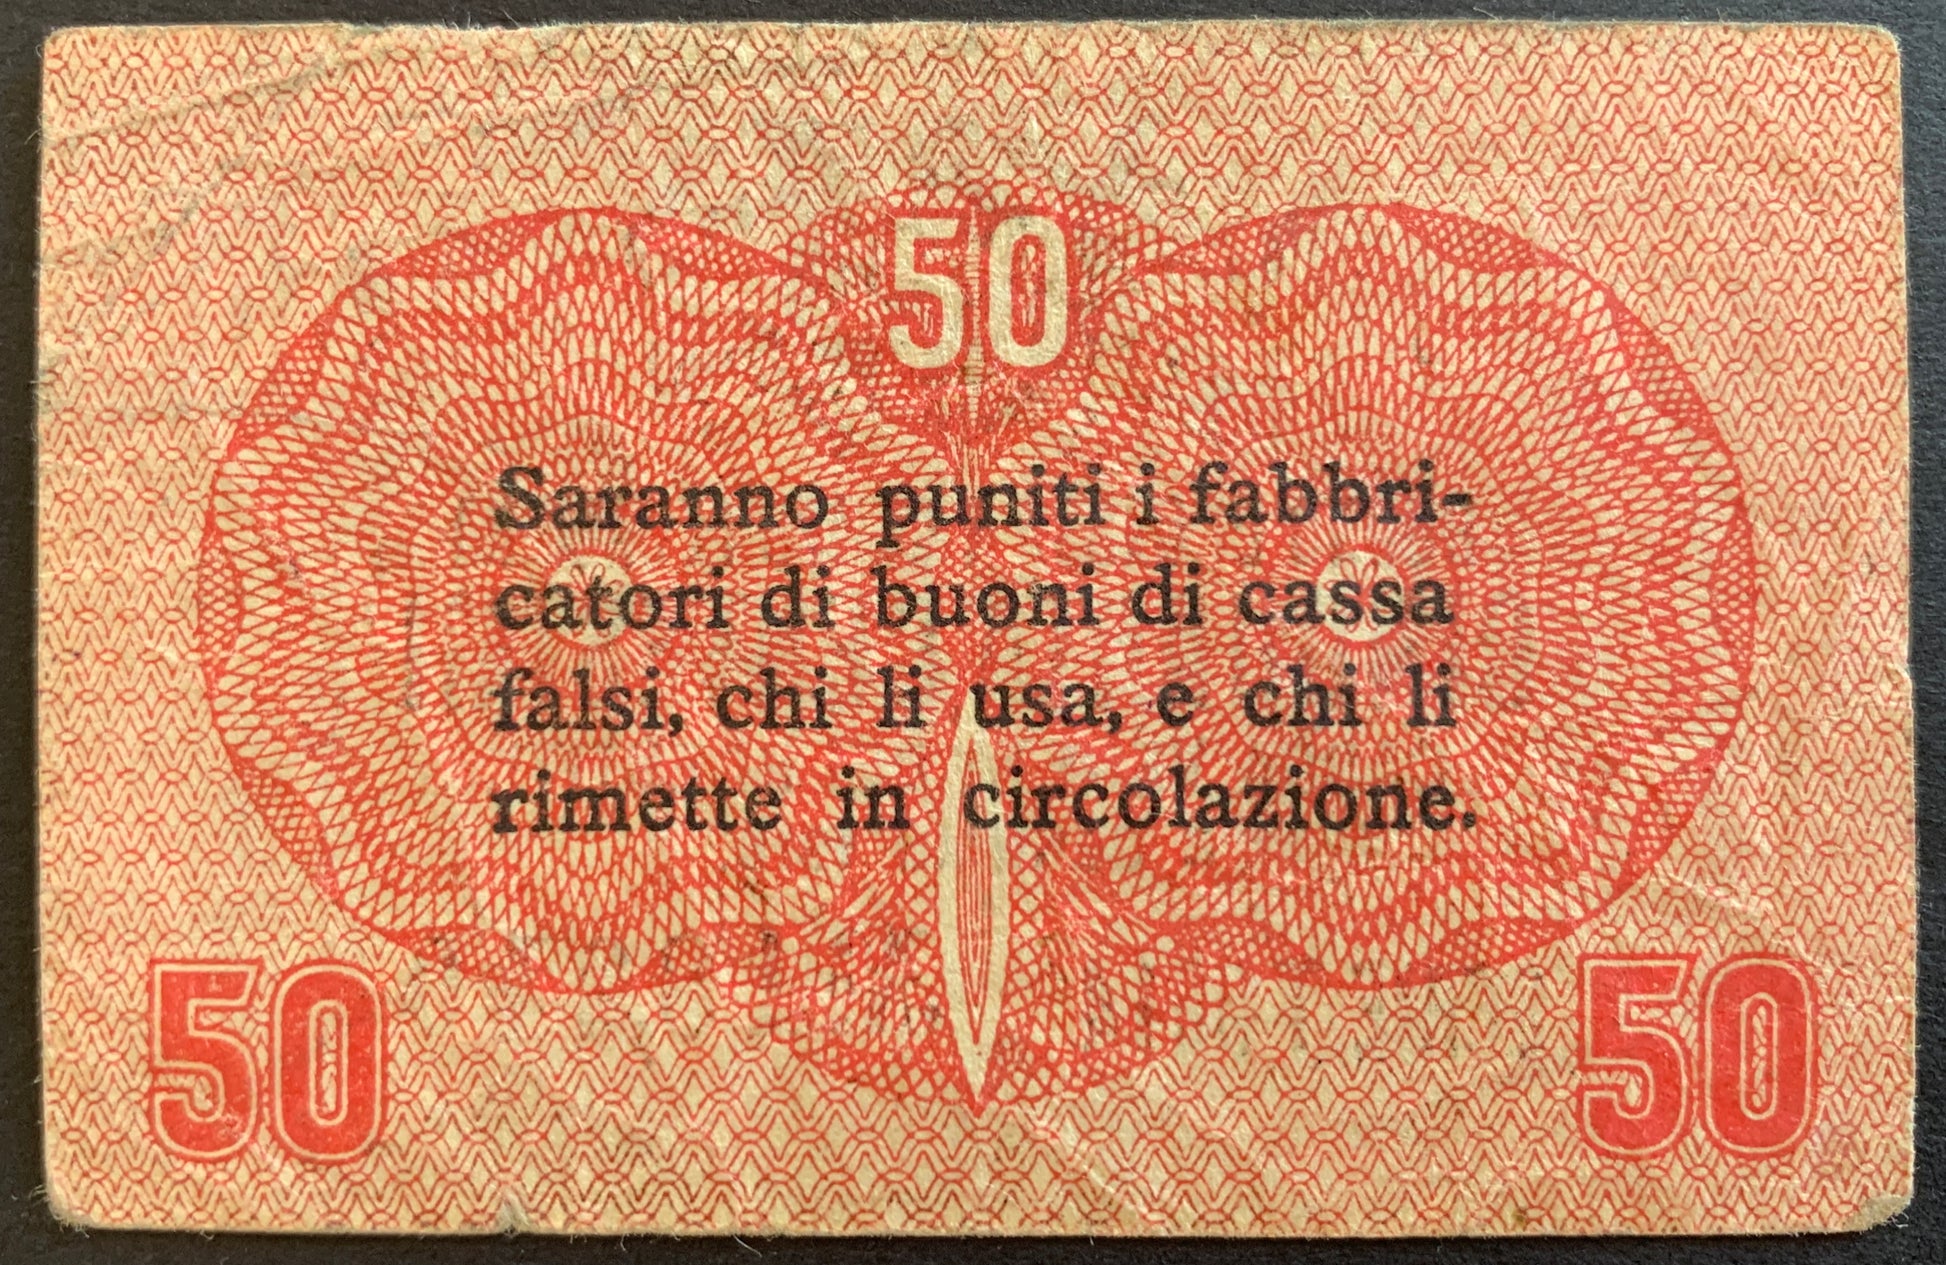 50
Saranno puniti i fabbri-
catori di buoni di cassa
falsi, chi li usa, e chi li
rimette in circolazione.
50 50